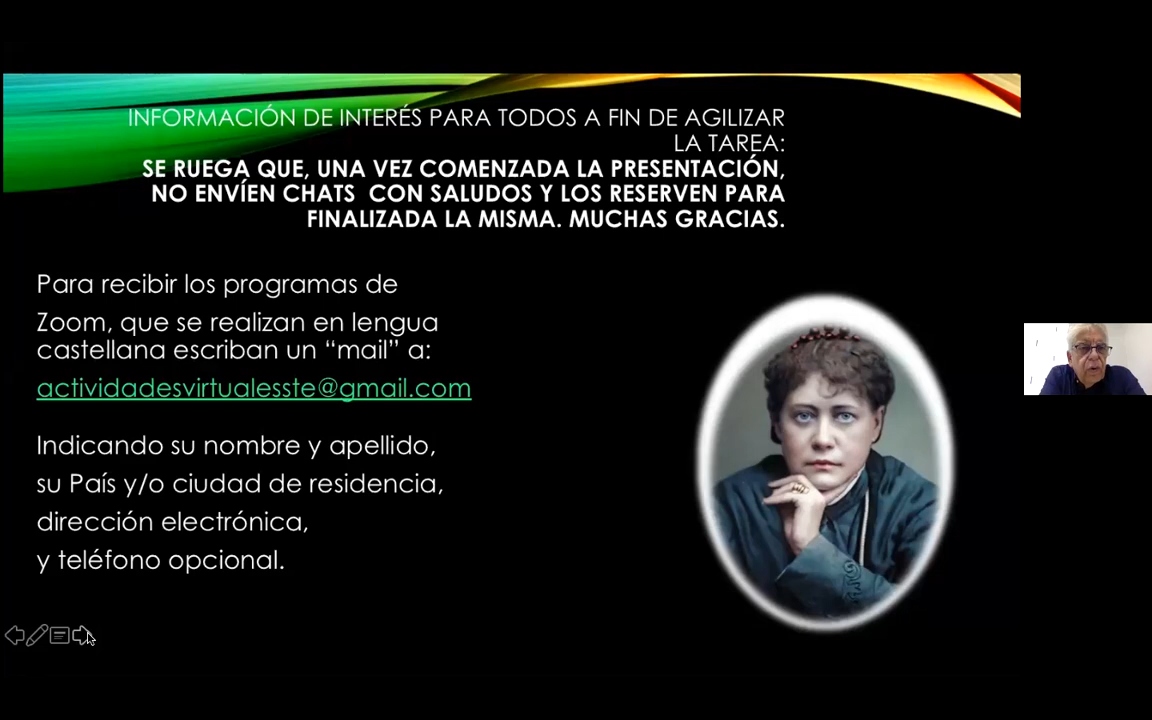 INFORMACIÓN DE INTERÉS PARA TODOS A FIN DE AGILIZAR
LA TAREA:
SE RUEGA QUE, UNA VEZ COMENZADA LA PRESENTACIÓN,
NO ENVÍEN CHATS CON SALUDOS Y LOS RESERVEN PARA
FINALIZADA LA MISMA. MUCHAS GRACIAS.
Para recibir los programas de
Zoom, que se realizan en lengua
castellana escriban un “mail” a:
actividadesvirtualesste@gmail.com
Indicando su nombre y apellido,
su País y/o ciudad de residencia,
dirección electrónica,
y teléfono opcional.